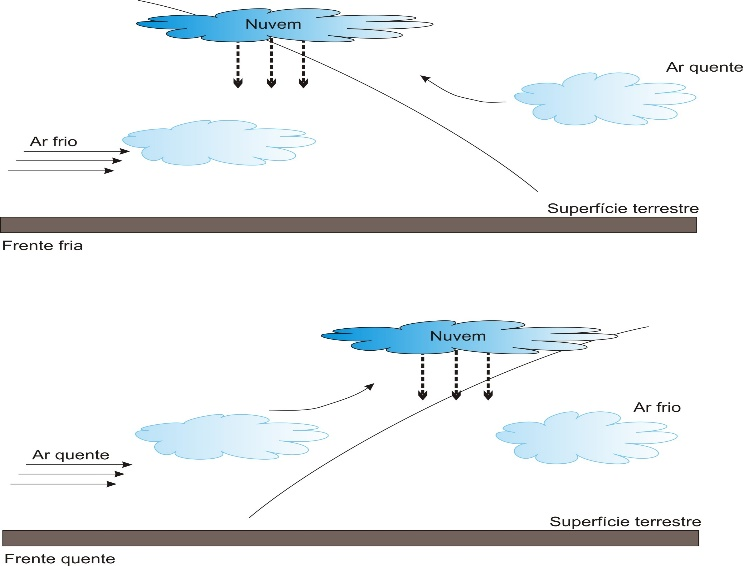 Nuvem
Ar quente
Ar frio
Superfície terrestre
Frente fria
Nuvem
Ar frio
Ar quente
Superfície terrestre
Frente quente